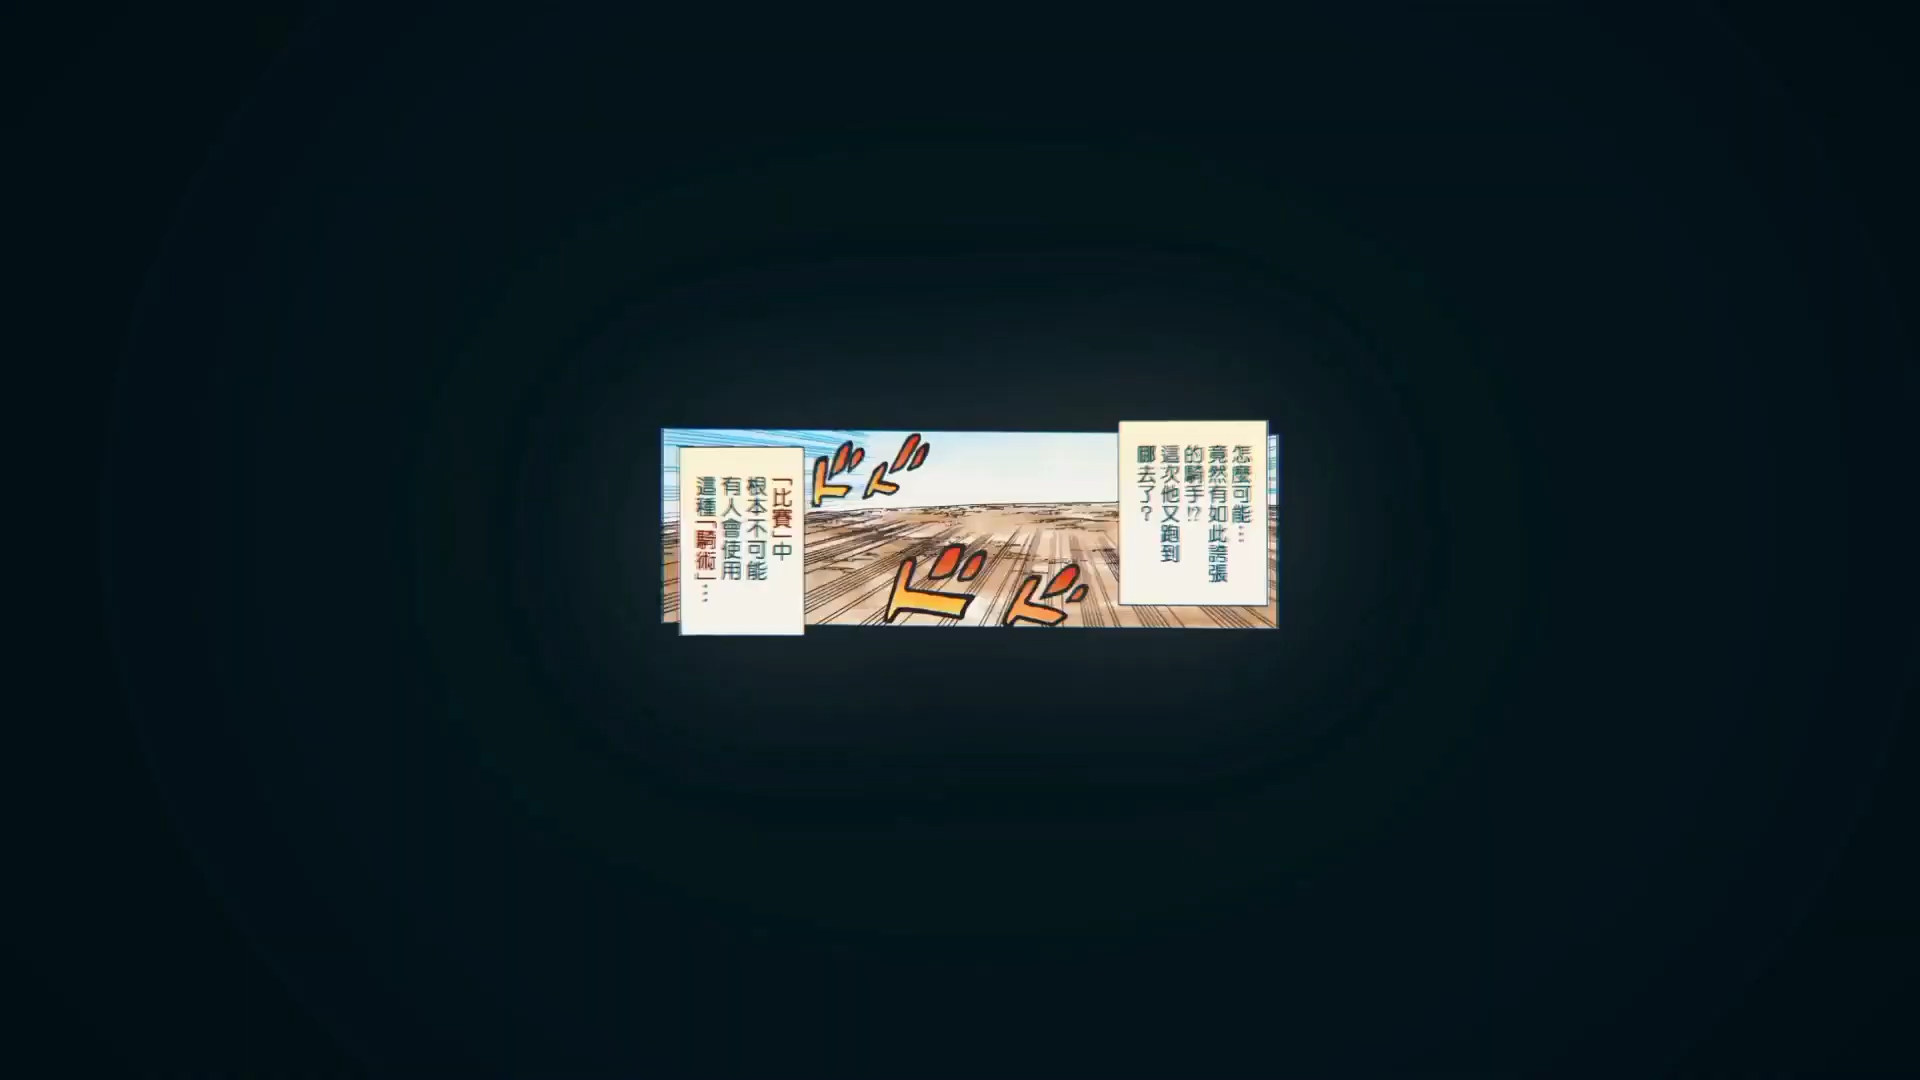 怎麼可能…
竟然有如此誇張
的騎手!?
這次他又跑到
哪去了？
ドド
ドド
「比賽」中
根本不可能
有人會使用
這種「騎術」…